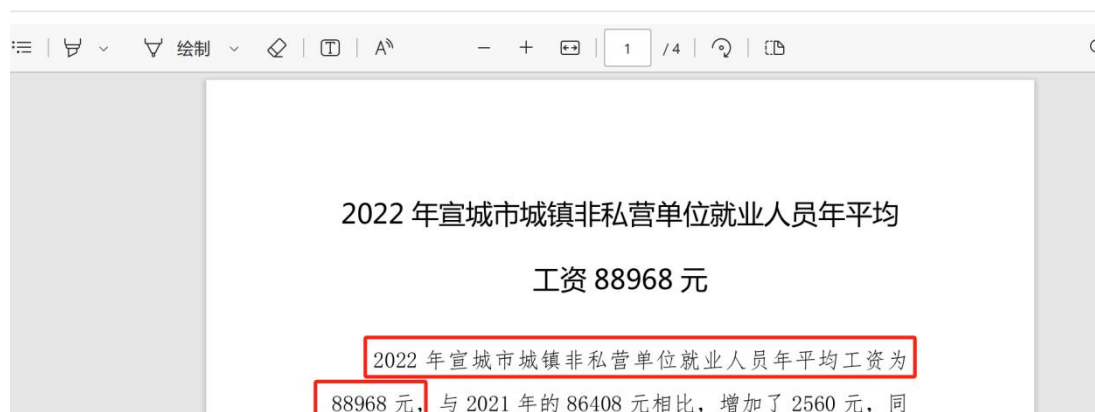 绘制 T A 1 /4
2022 年宣城市城镇非私营单位就业人员年平均
工资 88968 元
2022 年宣城市城镇非私营单位就业人员年平均工资为
88968 元，与 2021 年的 86408 元相比，增加了 2560 元，同